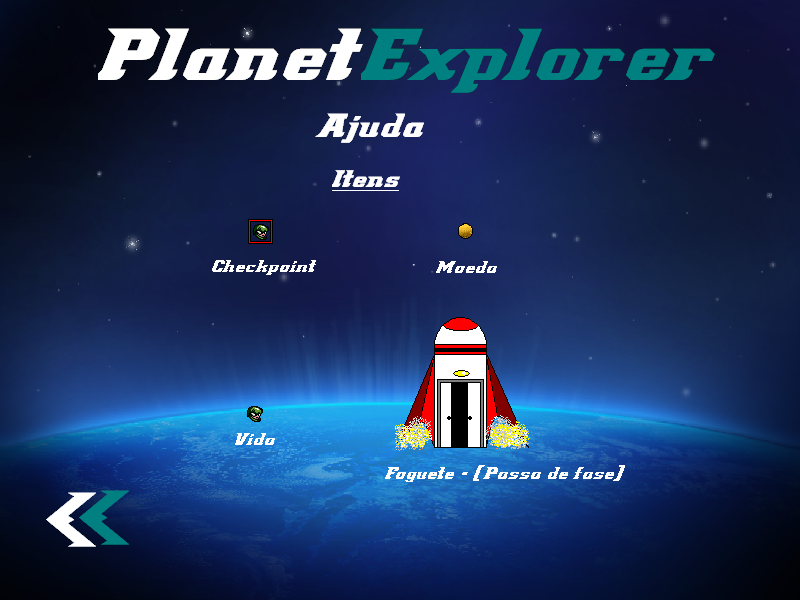 PlanetExplorer
Ajuda
Itens
Checkpoint
Moeda
Vida
Foguete - (Passa de fase)